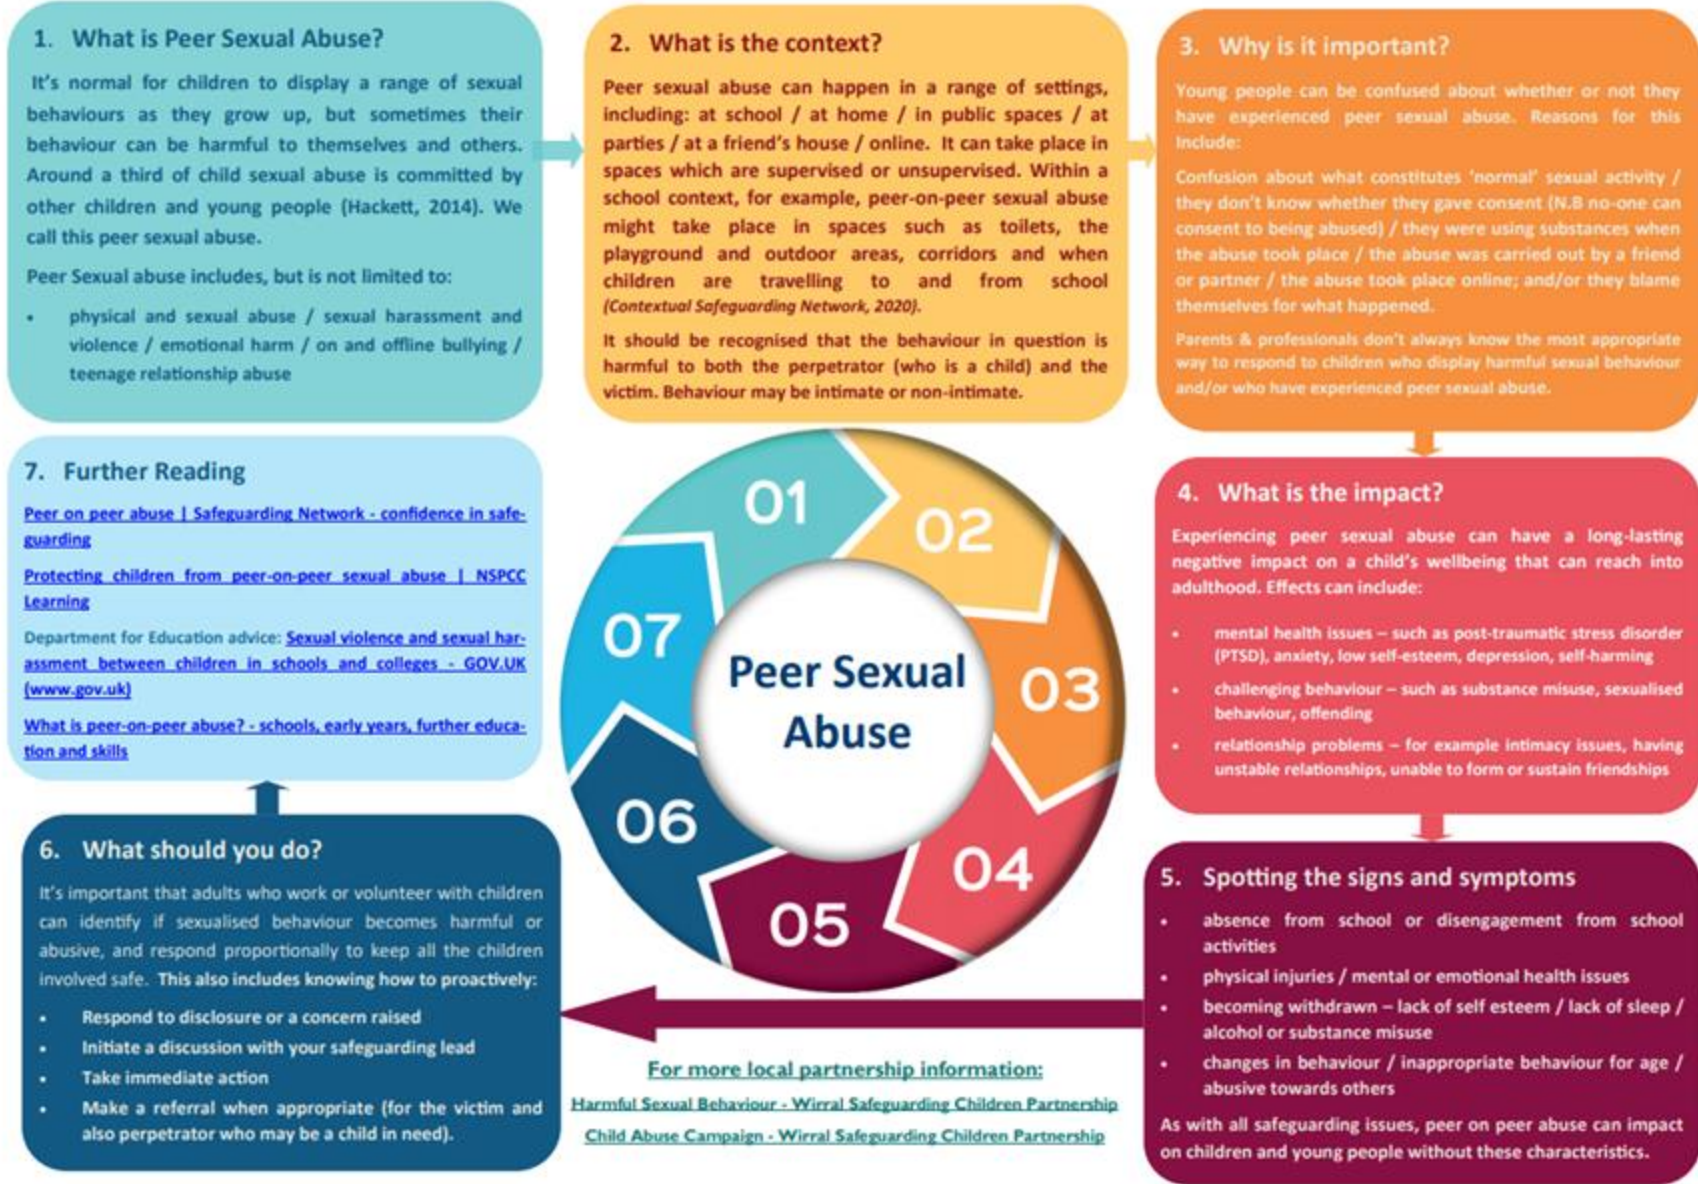 1. What is Peer Sexual Abuse?
It's normal for children to display a range of sexual
behaviours as they grow up, but sometimes their
behaviour can be harmful to themselves and others.
Around a third of child sexual abuse is committed by
other children and young people (Hackett, 2014). We
call this peer sexual abuse.
Peer Sexual abuse includes, but is not limited to:
• physical and sexual abuse / sexual harassment and
violence / emotional harm / on and offline bullying /
teenage relationship abuse
2. What is the context?
Peer sexual abuse can happen in a range of settings,
including: at school / at home / in public spaces / at
parties / at a friend's house / online. It can take place in
spaces which are supervised or unsupervised. Within a
school context, for example, peer-on-peer sexual abuse
might take place in spaces such as toilets, the
playground and outdoor areas, corridors and when
children are travelling to and from school
(Contextual Safeguarding Network, 2020).
It should be recognised that the behaviour in question is
harmful to both the perpetrator (who is a child) and the
victim. Behaviour may be intimate or non-intimate.
3. Why is it important?
Young people can be confused about whether or not they
have experienced peer sexual abuse. Reasons for this
Include:
Confusion about what constitutes 'normal' sexual activity /
they don't know whether they gave consent (N.B no-one can
consent to being abused) / they were using substances when
the abuse took place / the abuse was carried out by a friend
or partner / the abuse took place online; and/or they blame
themselves for what happened.
Parents & professionals don't always know the most appropriate
way to respond to children who display harmful sexual behaviour
and/or who have experienced peer sexual abuse.
4. What is the impact?
Experiencing peer sexual abuse can have a long-lasting
negative impact on a child's wellbeing that can reach into
adulthood. Effects can include:
• mental health issues – such as post-traumatic stress disorder
(PTSD), anxiety, low self-esteem, depression, self-harming
• challenging behaviour – such as substance misuse, sexualised
behaviour, offending
• relationship problems – for example intimacy issues, having
unstable relationships, unable to form or sustain friendships
5. Spotting the signs and symptoms
• absence from school or disengagement from school
activities
• physical injuries / mental or emotional health issues
• becoming withdrawn – lack of self esteem / lack of sleep /
alcohol or substance misuse
• changes in behaviour / inappropriate behaviour for age /
abusive towards others
As with all safeguarding issues, peer on peer abuse can impact
on children and young people without these characteristics.
6. What should you do?
It's important that adults who work or volunteer with children
can identify if sexualised behaviour becomes harmful or
abusive, and respond proportionally to keep all the children
involved safe. This also includes knowing how to proactively:
• Respond to disclosure or a concern raised
• Initiate a discussion with your safeguarding lead
• Take immediate action
• Make a referral when appropriate (for the victim and
also perpetrator who may be a child in need).
7. Further Reading
Peer on peer abuse | Safeguarding Network - confidence in safe-
guarding
Protecting children from peer-on-peer sexual abuse | NSPCC
Learning
Department for Education advice: Sexual violence and sexual har-
assment between children in schools and colleges - GOV.UK
(www.gov.uk)
What is peer-on-peer abuse? - schools, early years, further educa-
tion and skills
01
02
03
04
05
06
07
Peer Sexual
Abuse
For more local partnership information:
Harmful Sexual Behaviour - Wirral Safeguarding Children Partnership
Child Abuse Campaign - Wirral Safeguarding Children Partnership